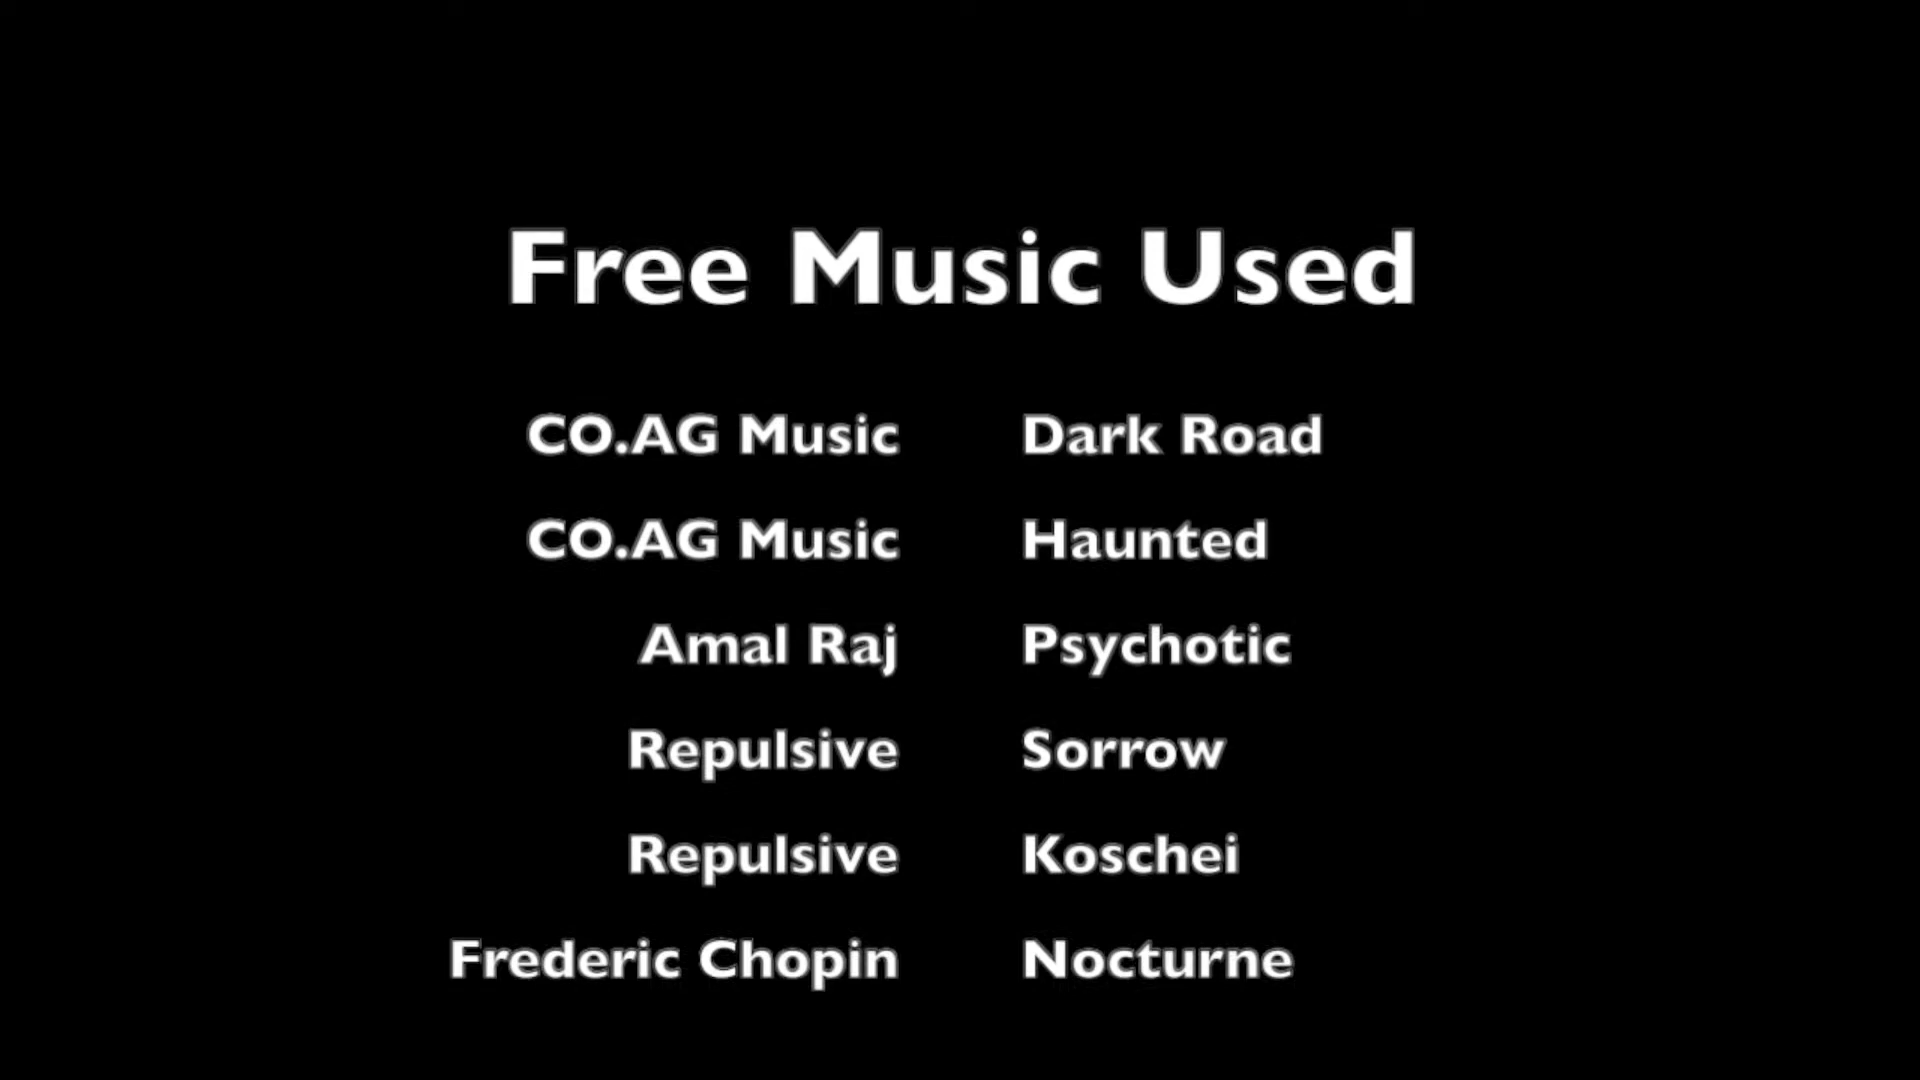 Free Music Used
CO.AG Music Dark Road
CO.AG Music Haunted
Amal Raj Psychotic
Repulsive Sorrow
Repulsive Koschei
Frederic Chopin Nocturne